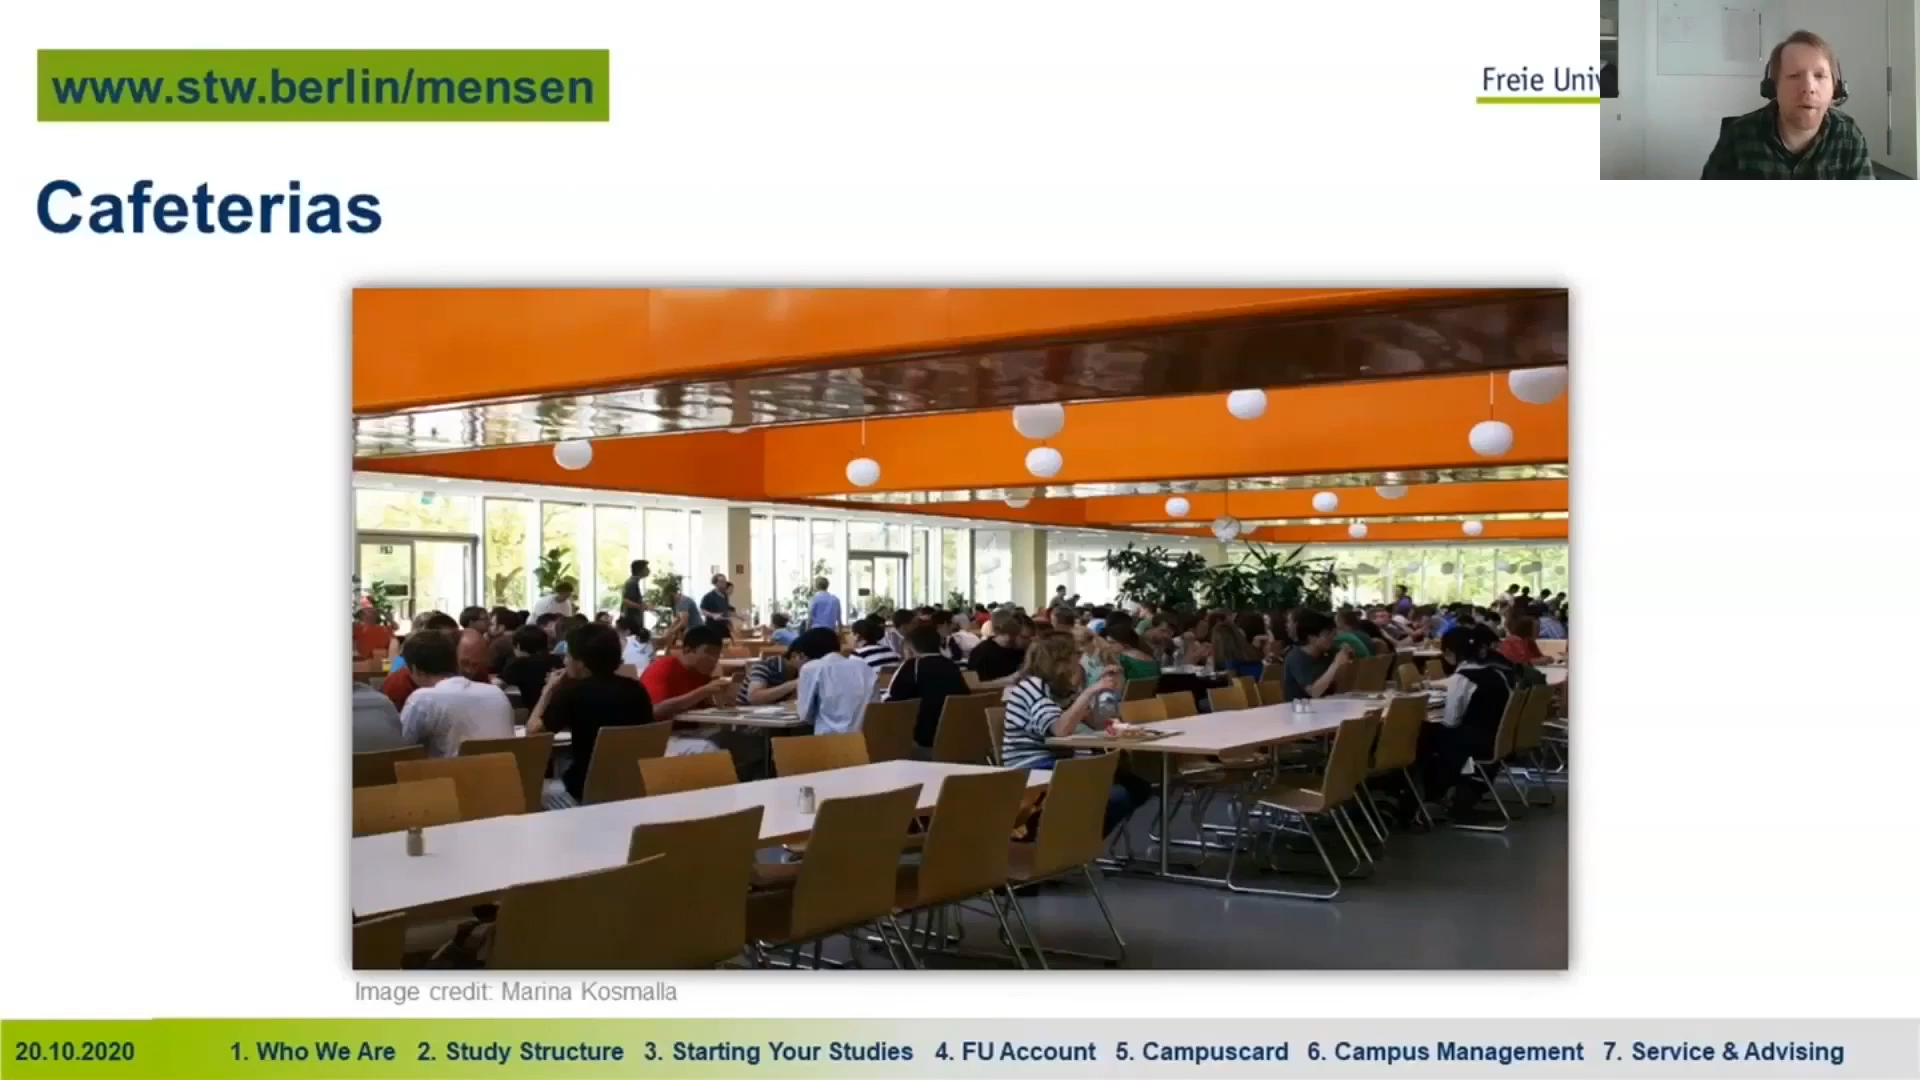 www.stw.berlin/mensen
Freie
Cafeterias
Image credit: Marina Kosmalla
20.10.2020 1. Who We Are 2. Study Structure 3. Starting Your Studies 4. FU Account 5. Campuscard 6. Campus Management 7. Service & Advising